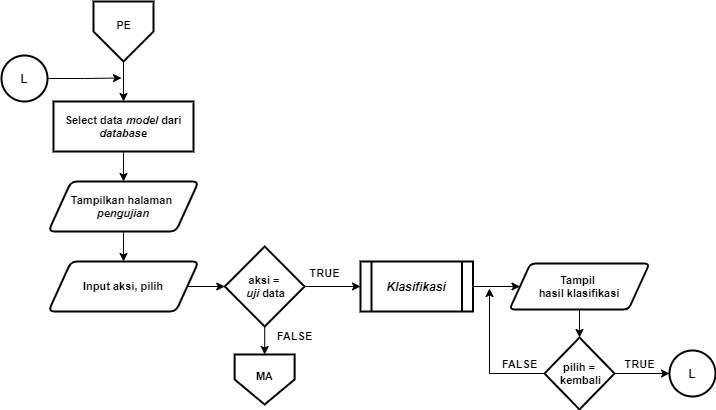 PE
L
Select data model dari
database
Tampilkan halaman
pengujian
Input aksi, pilih
aksi =
uji data
TRUE
FALSE
MA
Klasifikasi
Tampil
hasil klasifikasi
pilih =
kembali
FALSE
TRUE
L